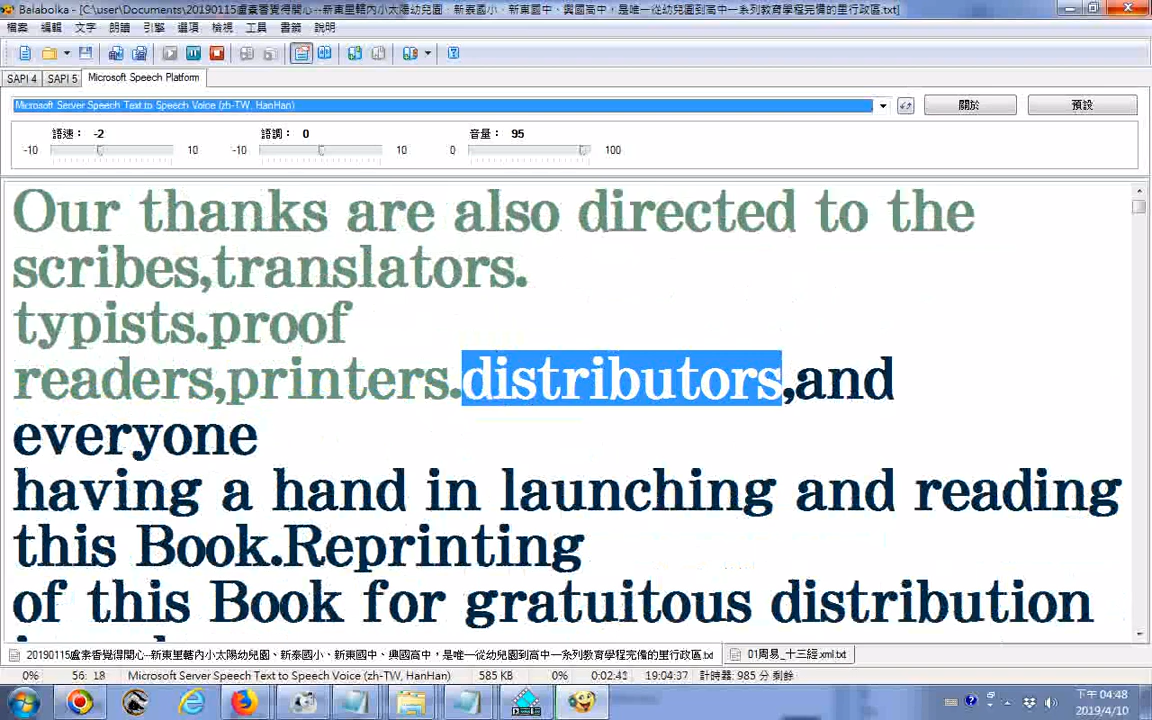 Balabolka - [C:\user\Documents\20190115盧素香覺得開心--新東里轄內小太陽幼兒園、新泰國小、新東國中、興國高中，是唯一從幼兒園到高中一系列教育學程完備的里行政區.txt]
檔案 編輯 文字 朗讀 引擎 選項 檢視 工具 書籤 說明
SAPI 4 SAPI 5 Microsoft Speech Platform
Microsoft Server Speech Text to Speech Voice (zh-TW, HanHan) 關於 預設
語速： -2 語調： 0 音量： 95
-10 10 -10 10 0 100
Our thanks are also directed to the
scribes,translators.
typists.proof
readers,printers.distributors,and
everyone
having a hand in launching and reading
this Book.Reprinting
of this Book for gratuitous distribution
20190115盧素香覺得開心--新東里轄內小太陽幼兒園、新泰國小、新東國中、興國高中，是唯一從幼兒園到高中一系列教育學程完備的里行政區.txt 01周易_十三經.xml.txt
0% 56: 18 Microsoft Server Speech Text to Speech Voice (zh-TW, HanHan) 585 KB 0% 0:02:41 19:04:37 計時器: 985 分 剩餘
下午 04:48
2019/4/10